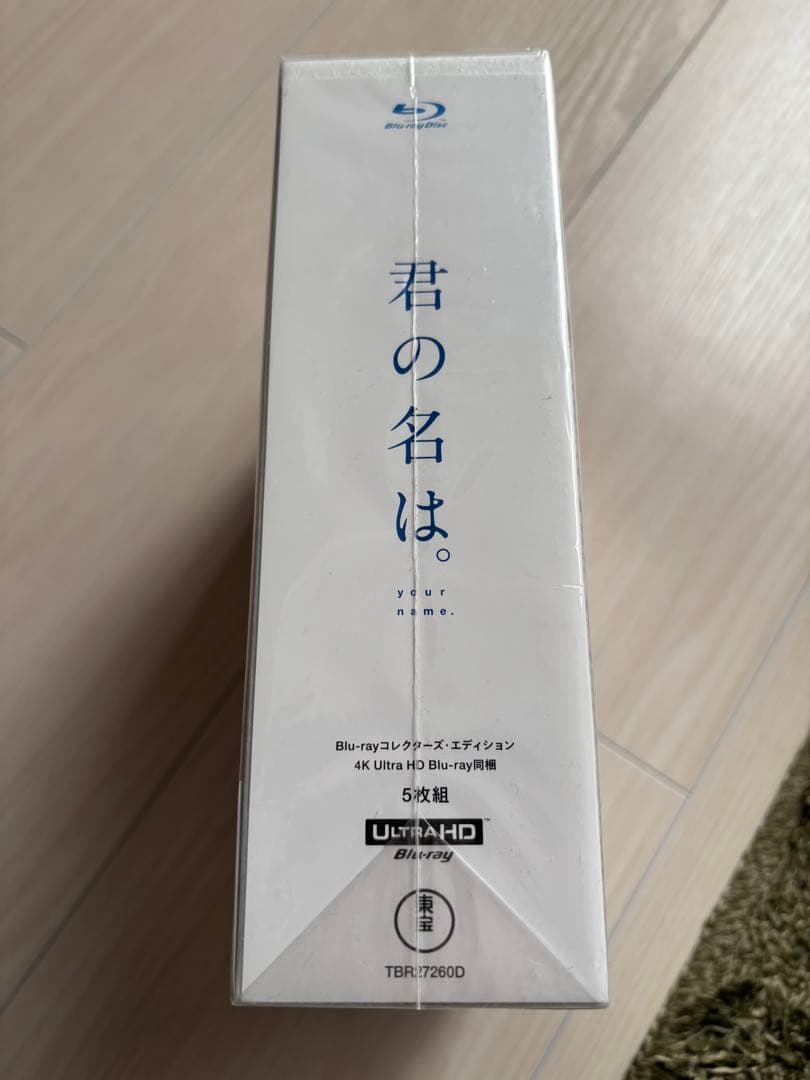 Blu-ray Disc
君の名は。
your
name.
Blu-rayコレクターズ・エディション
4K Ultra HD Blu-ray同梱
5枚組
ULTRA HD™
Blu-ray
東宝
TBR27260D